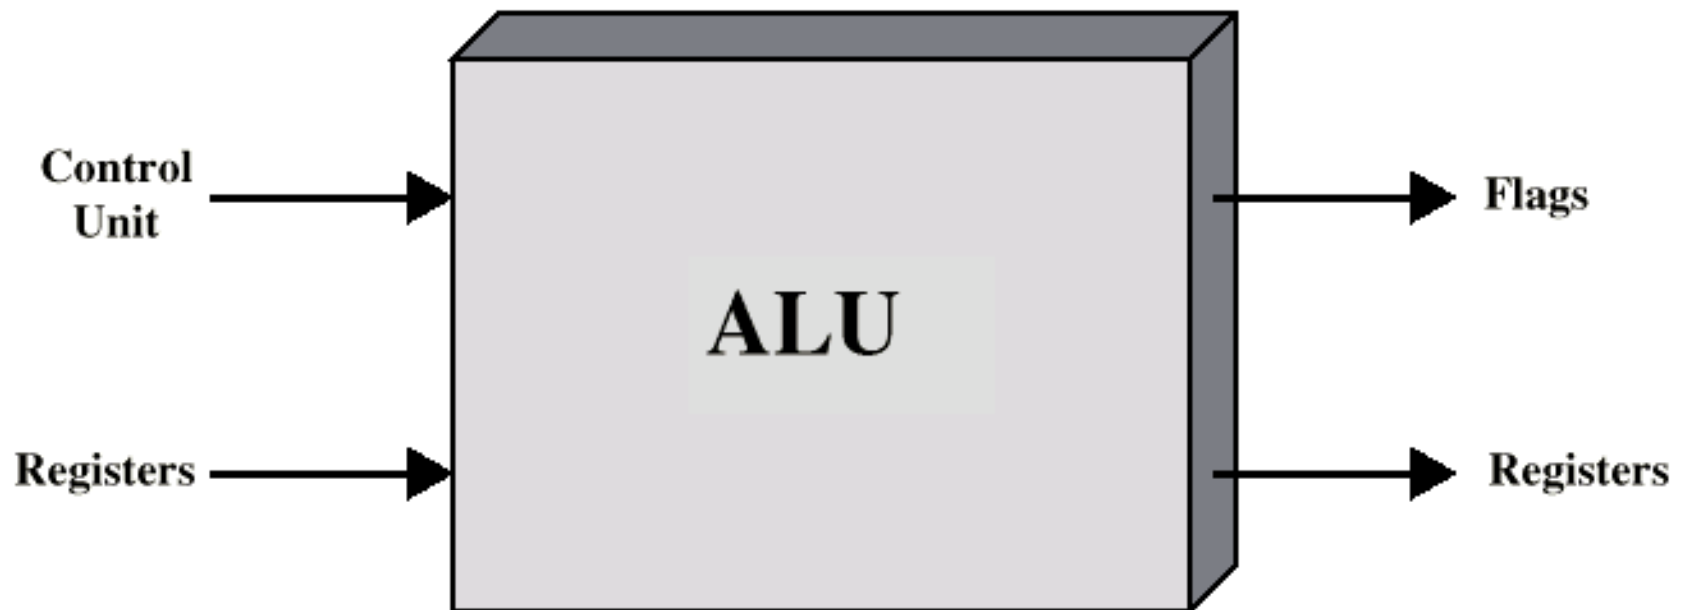 Control
Unit
Flags
ALU
Registers
Registers